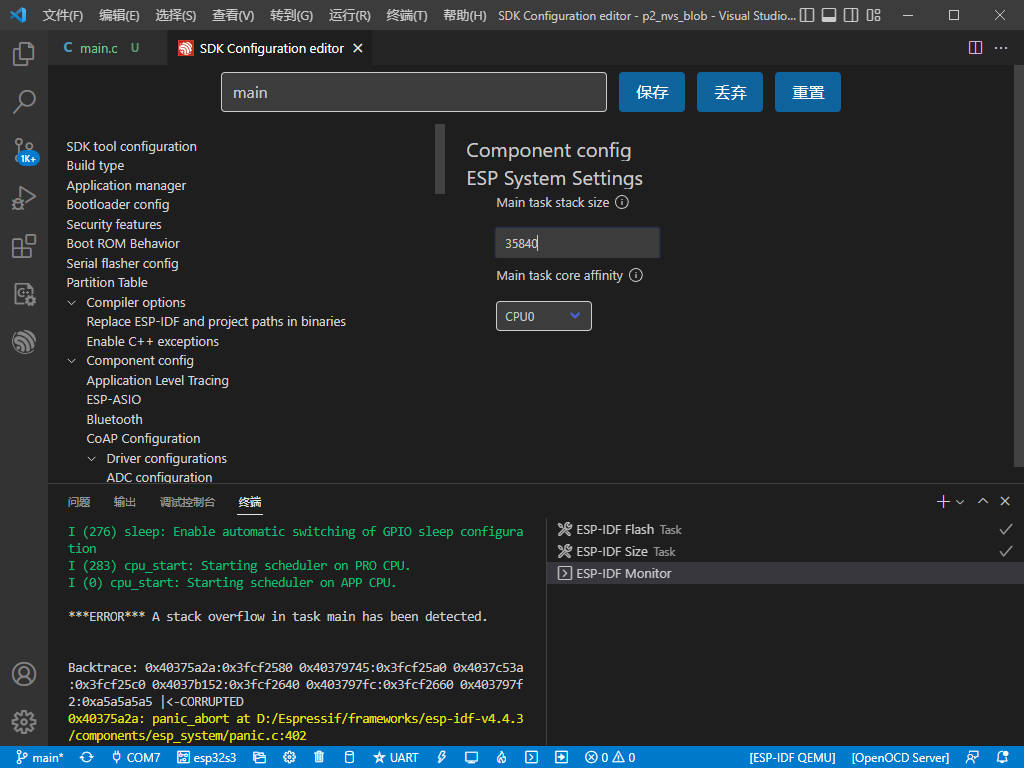 文件(F) 编辑(E) 选择(S) 查看(V) 转到(G) 运行(R) 终端(T) 帮助(H) SDK Configuration editor - p2_nvs_blob - Visual Studio...
C main.c U SDK Configuration editor
main 保存 丢弃 重置
SDK tool configuration
Build type
Application manager
Bootloader config
Security features
Boot ROM Behavior
Serial flasher config
Partition Table
Compiler options
Replace ESP-IDF and project paths in binaries
Enable C++ exceptions
Component config
Application Level Tracing
ESP-ASIO
Bluetooth
CoAP Configuration
Driver configurations
ADC configuration
Component config
ESP System Settings
Main task stack size
35840
Main task core affinity
CPU0
1K+
问题 输出 调试控制台 终端
I (276) sleep: Enable automatic switching of GPIO sleep configura
tion
I (283) cpu_start: Starting scheduler on PRO CPU.
I (0) cpu_start: Starting scheduler on APP CPU.
***ERROR*** A stack overflow in task main has been detected.
Backtrace: 0x40375a2a:0x3fcf2580 0x40379745:0x3fcf25a0 0x4037c53a
:0x3fcf25c0 0x4037b152:0x3fcf2640 0x403797fc:0x3fcf2660 0x403797f
2:0xa5a5a5a5 |<-CORRUPTED
0x40375a2a: panic_abort at D:/Espressif/frameworks/esp-idf-v4.4.3
/components/esp_system/panic.c:402
ESP-IDF Flash Task
ESP-IDF Size Task
ESP-IDF Monitor
main* COM7 esp32s3 UART 0 0 [ESP-IDF QEMU] [OpenOCD Server]